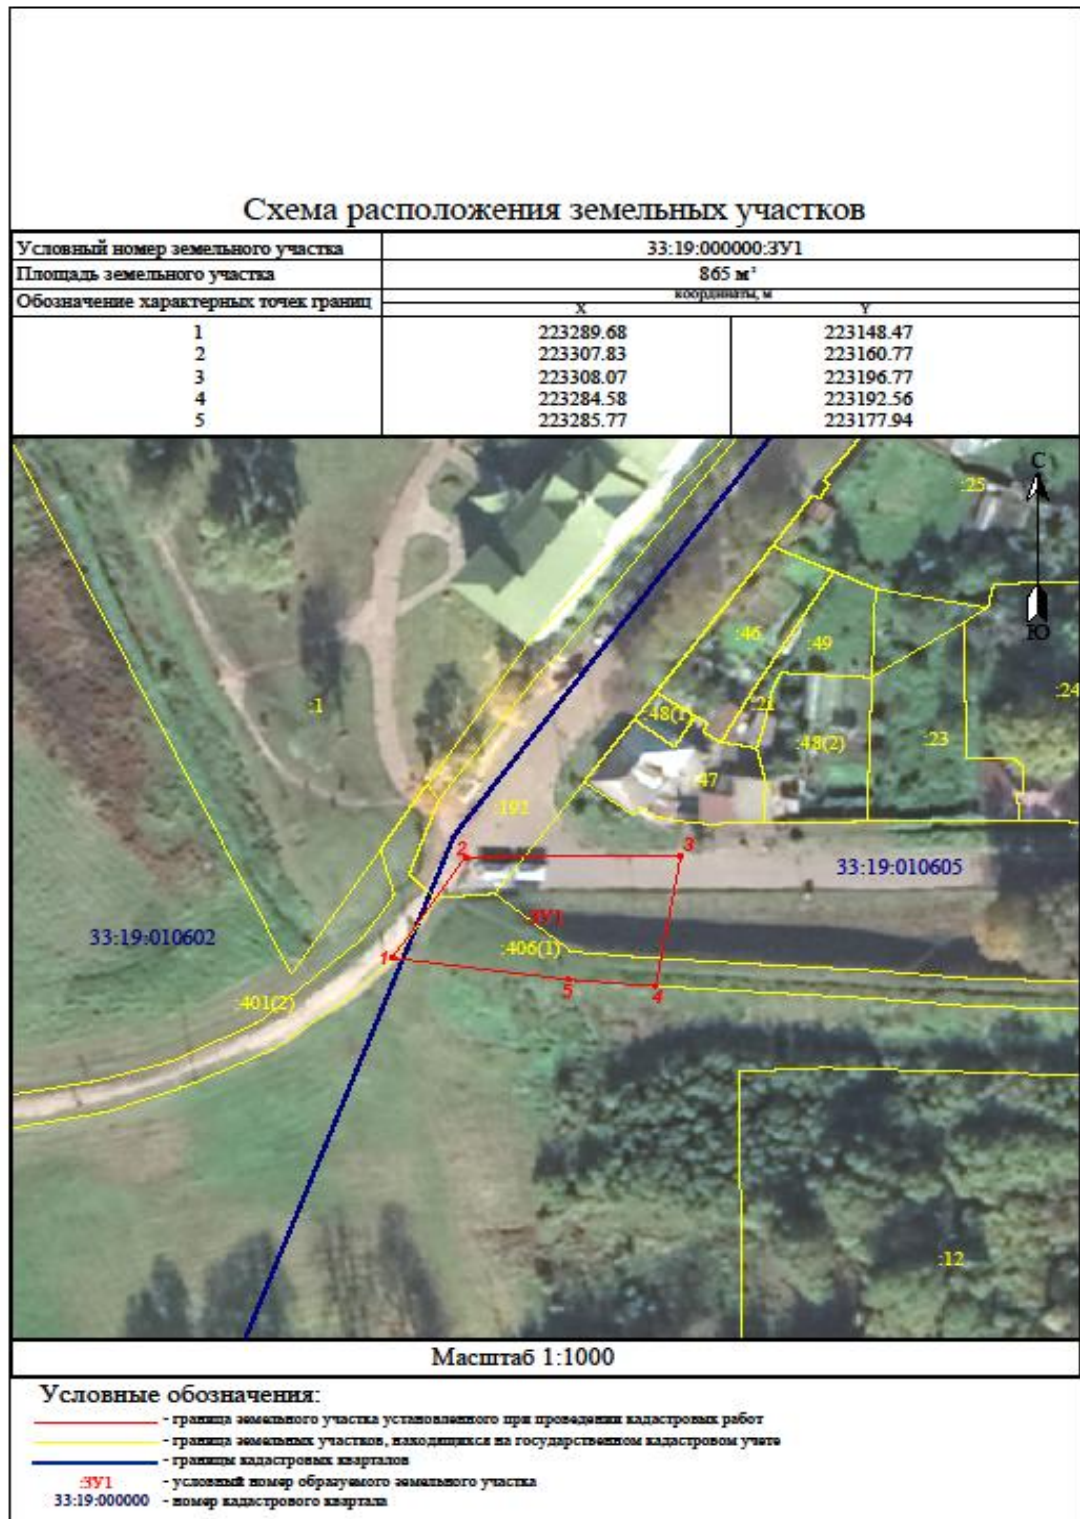 Схема расположения земельных участков
Условный номер земельного участка 33:19:000000:ЗУ1
Площадь земельного участка 865 м²
Обозначение характерных точек границ координаты, м
X Y
1 223289.68 223148.47
2 223307.83 223160.77
3 223308.07 223196.77
4 223284.58 223192.56
5 223285.77 223177.94
С
:25
Ю
:46
:49
:24
:1
:48(1)
:21
:48(2)
:23
:47
:192
2
3
33:19:010605
:ЗУ1
33:19:010602
:406(1)
1
5
4
:401(2)
:12
Масштаб 1:1000
Условные обозначения:
- граница земельного участка установленного при проведении кадастровых работ
- граница земельных участков, находящихся на государственном кадастровом учете
- границы кадастровых кварталов
:ЗУ1 - условный номер образуемого земельного участка
33:19:000000 - номер кадастрового квартала